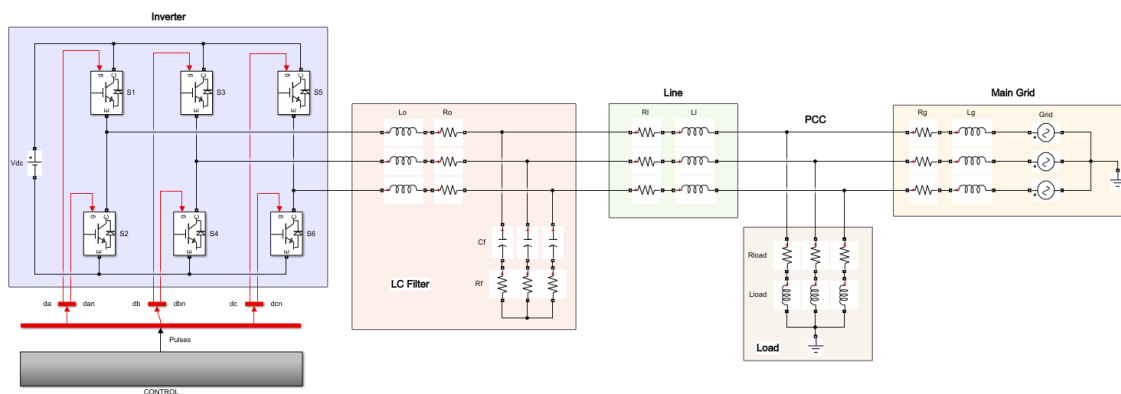 Inverter
g
C
S1
E
g
C
S3
E
g
C
S5
E
Vdc
+
g
C
S2
E
g
C
S4
E
g
C
S6
E
da
dan
db
dbn
dc
dcn
Pulses
CONTROL
Lo
Ro
Cf
Rf
LC Filter
Line
Rl
Ll
PCC
Rload
Lload
Load
Main Grid
Rg
Lg
Grid
+
+
+